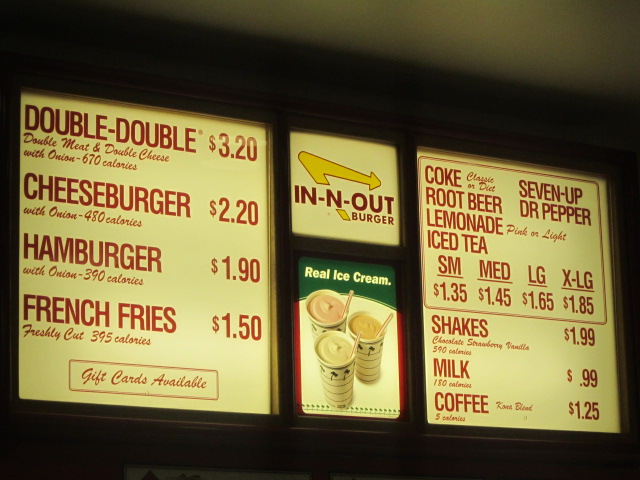 DOUBLE-DOUBLE® $3.20
Double Meat & Double Cheese
with Onion-670 calories
CHEESEBURGER $2.20
with Onion-480 calories
HAMBURGER $1.90
with Onion-390 calories
FRENCH FRIES $1.50
Freshly Cut 395 calories
Gift Cards Available
IN-N-OUT
BURGER
Real Ice Cream.
COKE Classic or Diet SEVEN-UP
ROOT BEER DR PEPPER
LEMONADE Pink or Light
ICED TEA
SM MED LG X-LG
$1.35 $1.45 $1.65 $1.85
SHAKES $1.99
Chocolate Strawberry Vanilla
590 calories
MILK $ .99
180 calories
COFFEE Kona Blend $1.25
5 calories